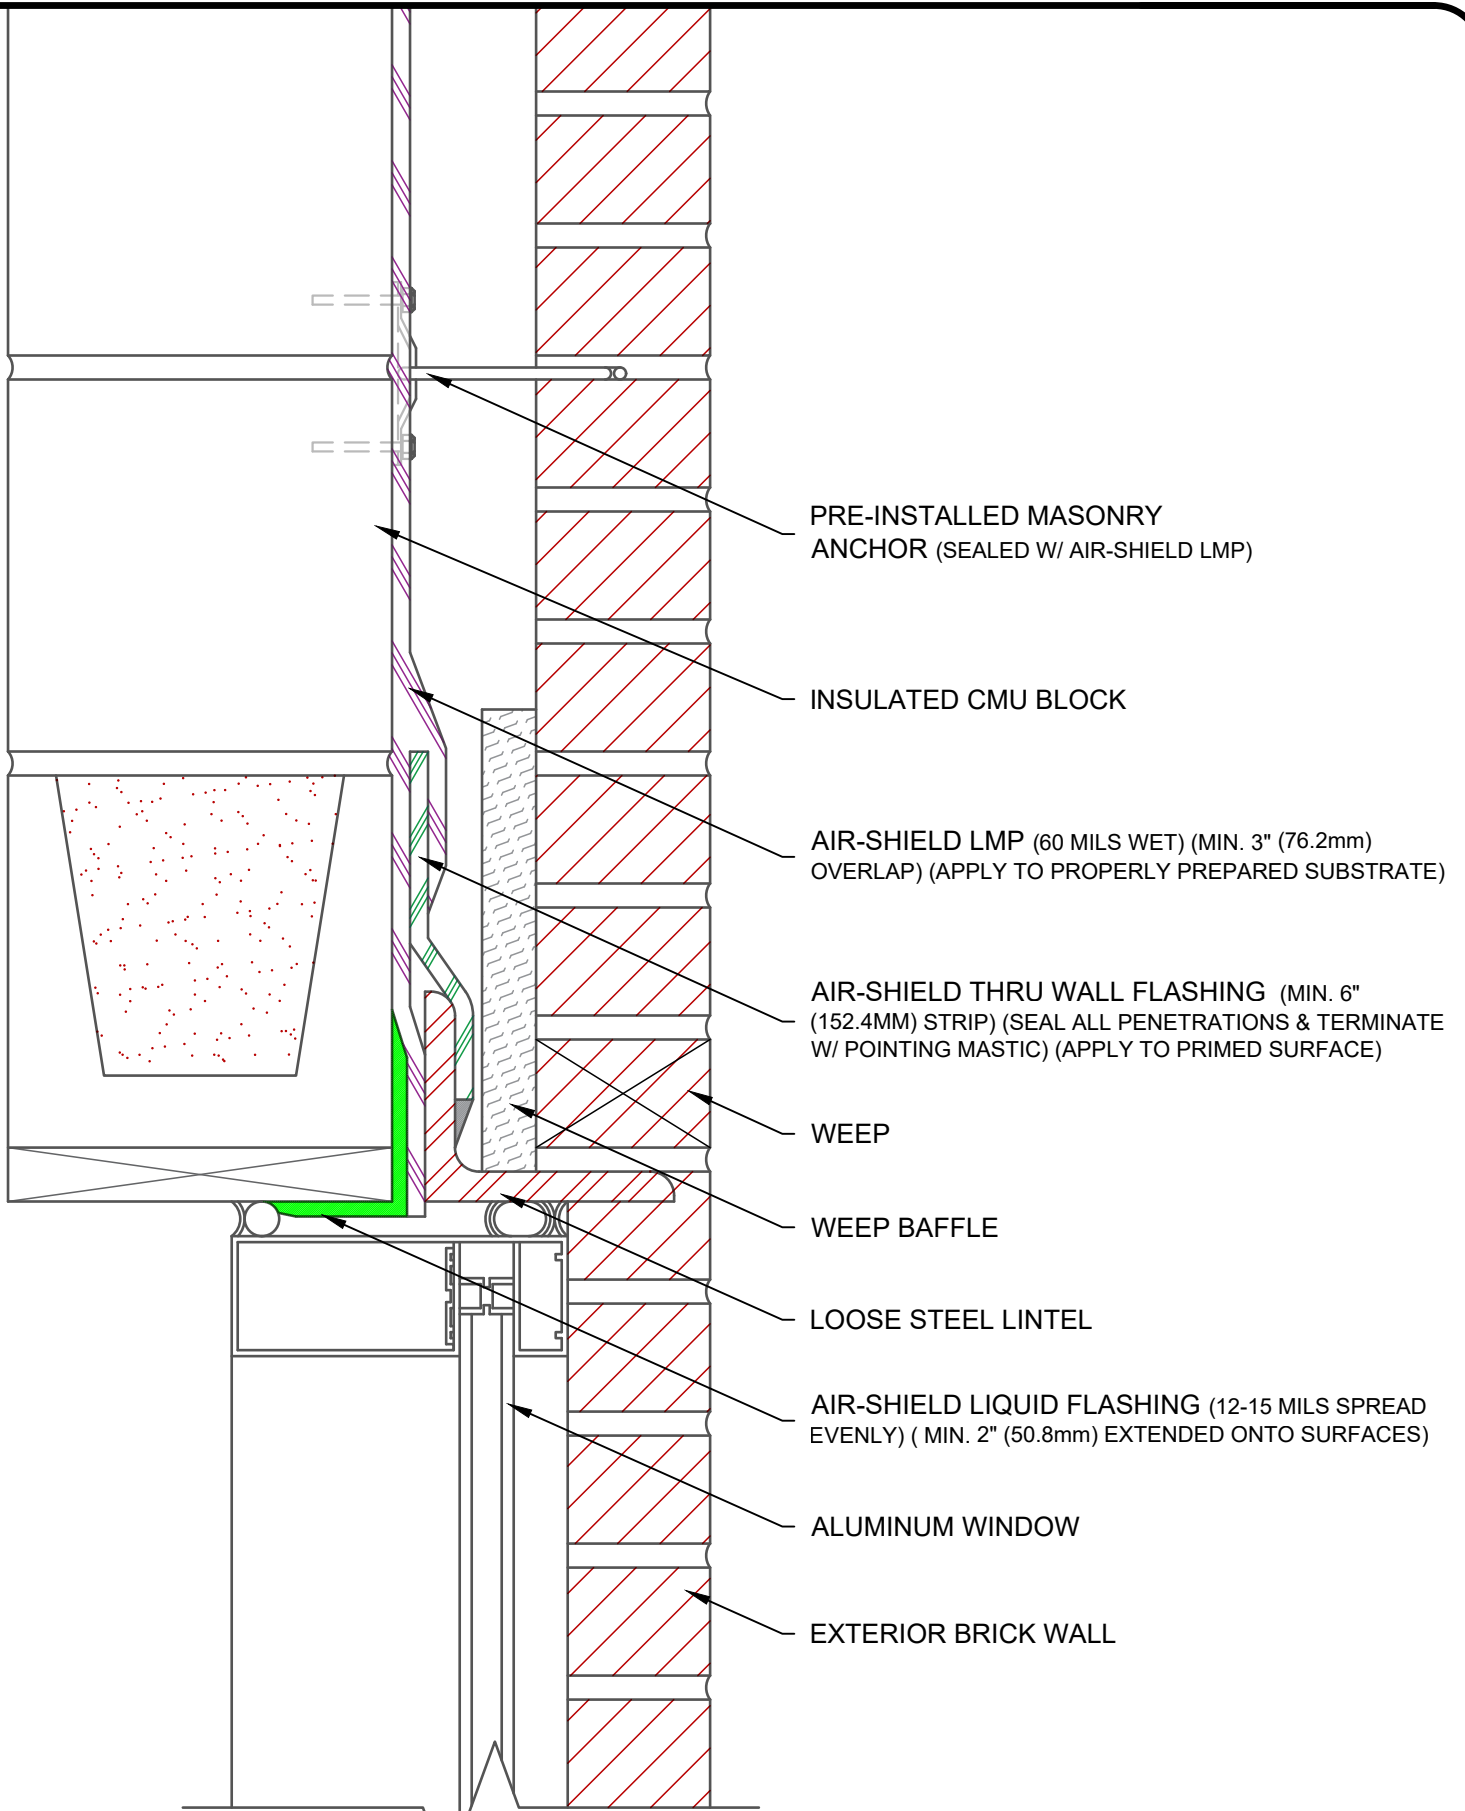 PRE-INSTALLED MASONRY
ANCHOR (SEALED W/ AIR-SHIELD LMP)
INSULATED CMU BLOCK
AIR-SHIELD LMP (60 MILS WET) (MIN. 3" (76.2mm)
OVERLAP) (APPLY TO PROPERLY PREPARED SUBSTRATE)
AIR-SHIELD THRU WALL FLASHING (MIN. 6"
(152.4MM) STRIP) (SEAL ALL PENETRATIONS & TERMINATE
W/ POINTING MASTIC) (APPLY TO PRIMED SURFACE)
WEEP
WEEP BAFFLE
LOOSE STEEL LINTEL
AIR-SHIELD LIQUID FLASHING (12-15 MILS SPREAD
EVENLY) ( MIN. 2" (50.8mm) EXTENDED ONTO SURFACES)
ALUMINUM WINDOW
EXTERIOR BRICK WALL